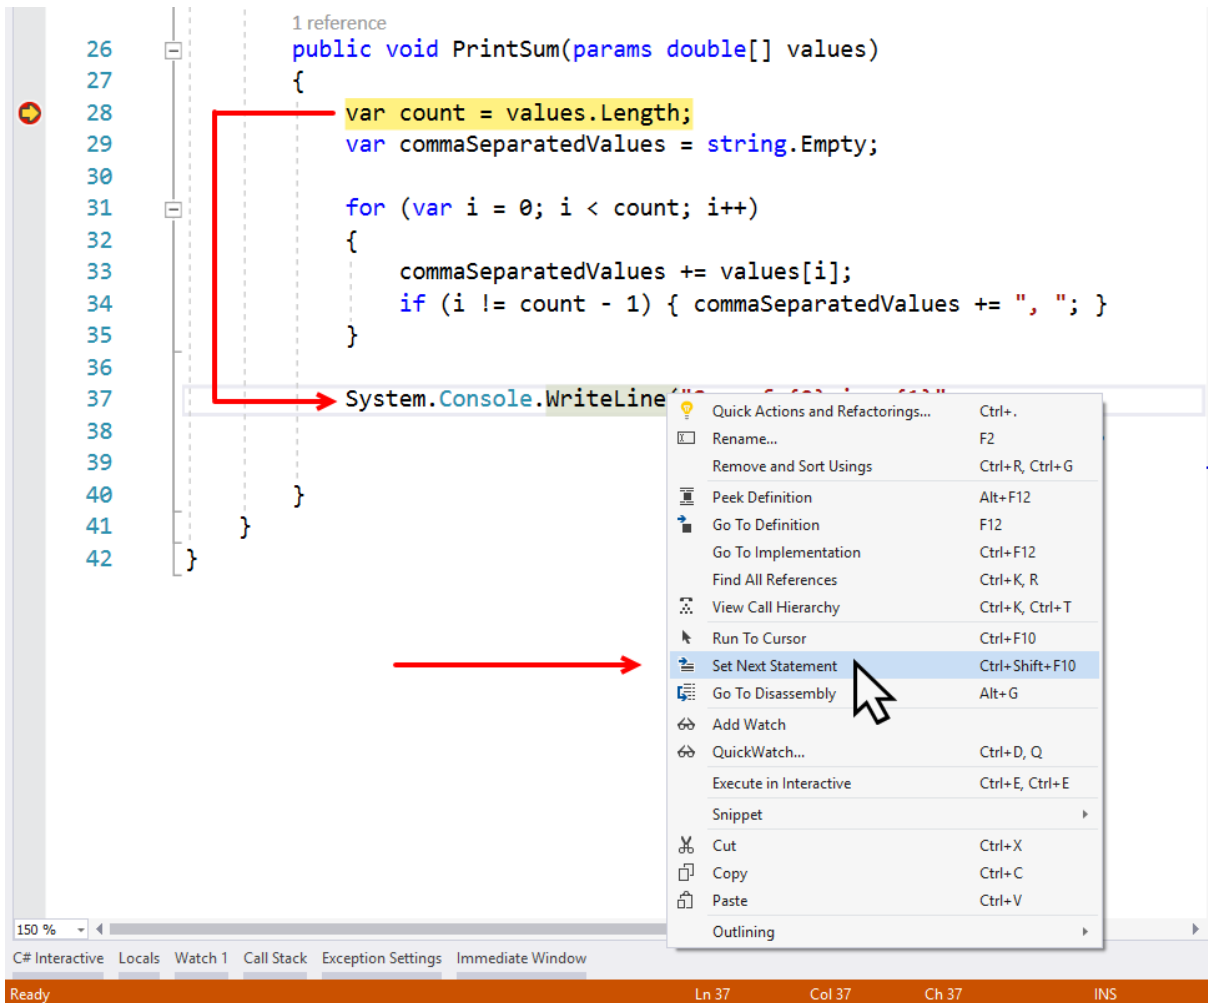 1 reference
26 public void PrintSum(params double[] values)
27 {
28 var count = values.Length;
29 var commaSeparatedValues = string.Empty;
30
31 for (var i = 0; i < count; i++)
32 {
33 commaSeparatedValues += values[i];
34 if (i != count - 1) { commaSeparatedValues += ", "; }
35 }
36
37 System.Console.WriteLine(
38
39
40 }
41 }
42 }
Quick Actions and Refactorings... Ctrl+.
Rename... F2
Remove and Sort Usings Ctrl+R, Ctrl+G
Peek Definition Alt+F12
Go To Definition F12
Go To Implementation Ctrl+F12
Find All References Ctrl+K, R
View Call Hierarchy Ctrl+K, Ctrl+T
Run To Cursor Ctrl+F10
Set Next Statement Ctrl+Shift+F10
Go To Disassembly Alt+G
Add Watch
QuickWatch... Ctrl+D, Q
Execute in Interactive Ctrl+E, Ctrl+E
Snippet
Cut Ctrl+X
Copy Ctrl+C
Paste Ctrl+V
Outlining
150 %
C# Interactive Locals Watch 1 Call Stack Exception Settings Immediate Window
Ready Ln 37 Col 37 Ch 37 INS